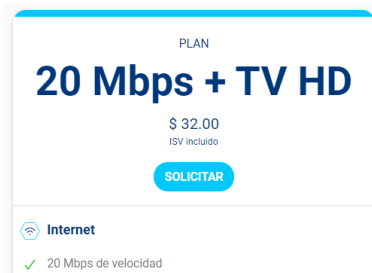 PLAN
20 Mbps + TV HD
$ 32.00
ISV incluido
SOLICITAR
Internet
20 Mbps de velocidad